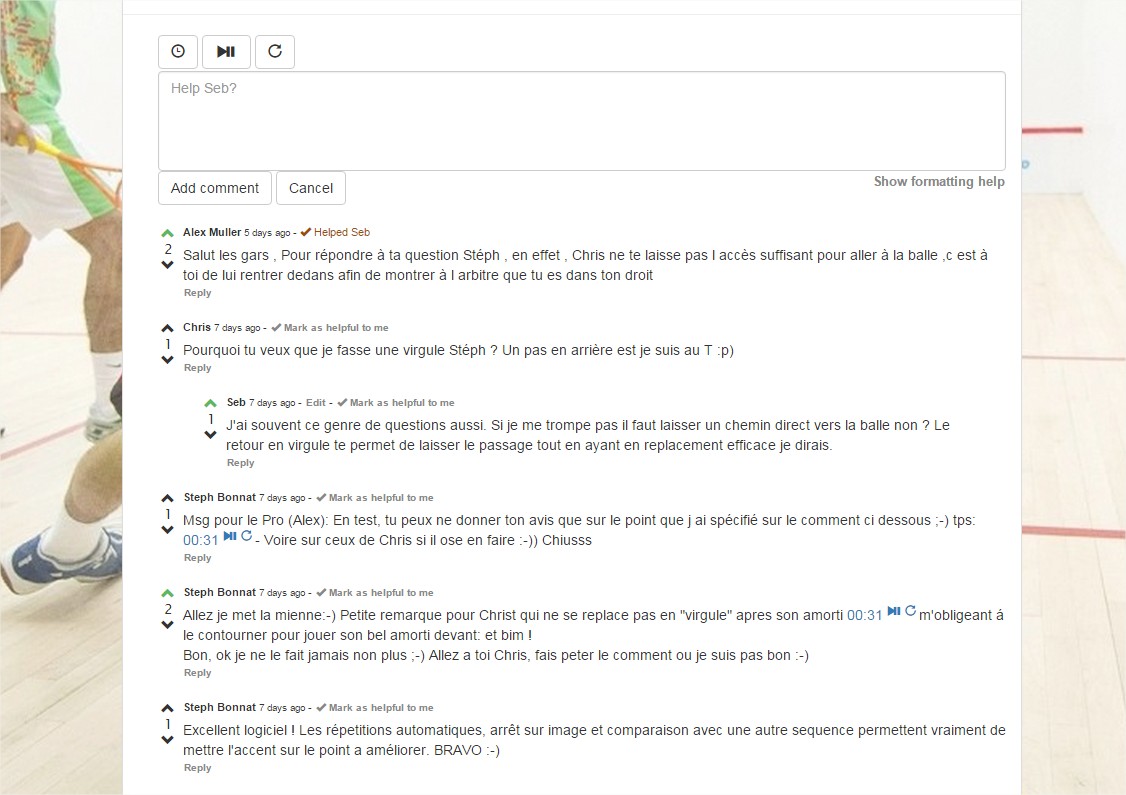 Help Seb?
Add comment
Cancel
Show formatting help
Alex Muller 5 days ago - Helped Seb
2
Salut les gars , Pour répondre à ta question Stéph , en effet , Chris ne te laisse pas l accès suffisant pour aller à la balle ,c est à
toi de lui rentrer dedans afin de montrer à l arbitre que tu es dans ton droit
Reply
Chris 7 days ago - Mark as helpful to me
1
Pourquoi tu veux que je fasse une virgule Stéph ? Un pas en arrière est je suis au T :p)
Reply
Seb 7 days ago - Edit - Mark as helpful to me
1
J'ai souvent ce genre de questions aussi. Si je me trompe pas il faut laisser un chemin direct vers la balle non ? Le
retour en virgule te permet de laisser le passage tout en ayant en replacement efficace je dirais.
Reply
Steph Bonnat 7 days ago - Mark as helpful to me
1
Msg pour le Pro (Alex): En test, tu peux ne donner ton avis que sur le point que j ai spécifié sur le comment ci dessous ;-) tps:
00:31 - Voire sur ceux de Chris si il ose en faire :-)) Chiusss
Reply
Steph Bonnat 7 days ago - Mark as helpful to me
2
Allez je met la mienne:-) Petite remarque pour Christ qui ne se replace pas en "virgule" apres son amorti 00:31 m'obligeant á
le contourner pour jouer son bel amorti devant: et bim !
Bon, ok je ne le fait jamais non plus ;-) Allez a toi Chris, fais peter le comment ou je suis pas bon :-)
Reply
Steph Bonnat 7 days ago - Mark as helpful to me
1
Excellent logiciel ! Les répetitions automatiques, arrêt sur image et comparaison avec une autre sequence permettent vraiment de
mettre l'accent sur le point a améliorer. BRAVO :-)
Reply